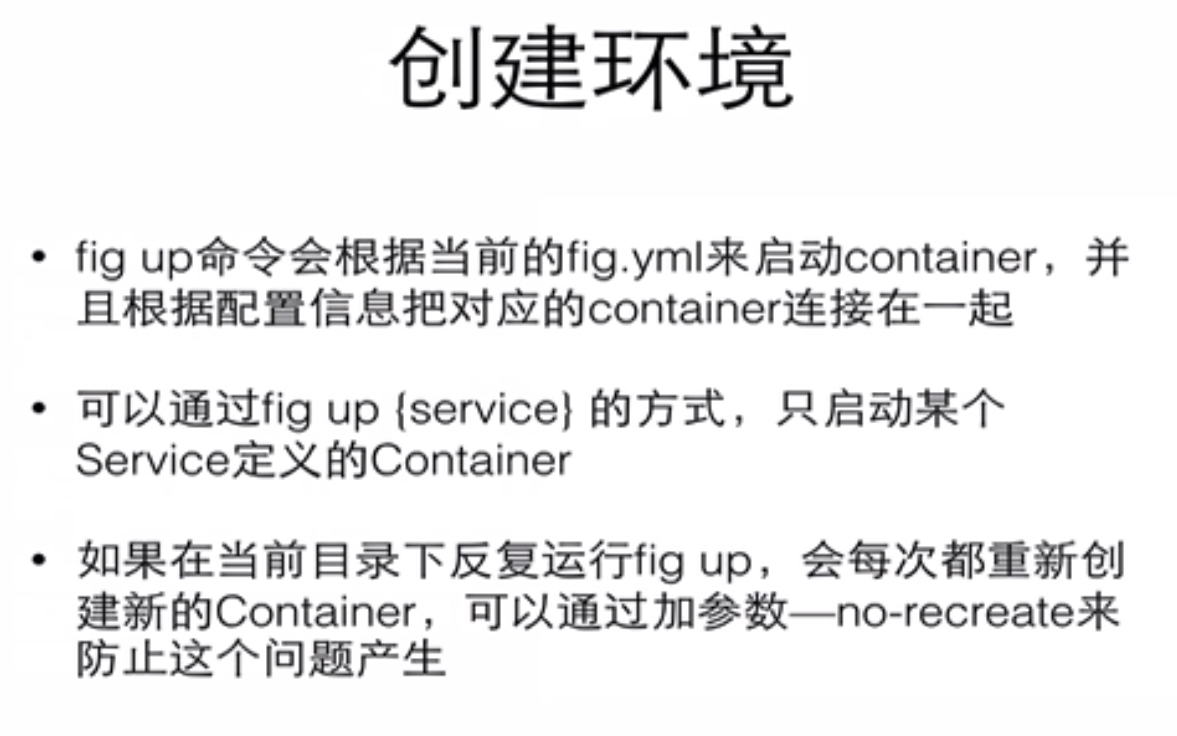 创建环境
• fig up命令会根据当前的fig.yml来启动container，并
且根据配置信息把对应的container连接在一起
• 可以通过fig up {service} 的方式，只启动某个
Service定义的Container
• 如果在当前目录下反复运行fig up，会每次都重新创
建新的Container，可以通过加参数—no-recreate来
防止这个问题产生